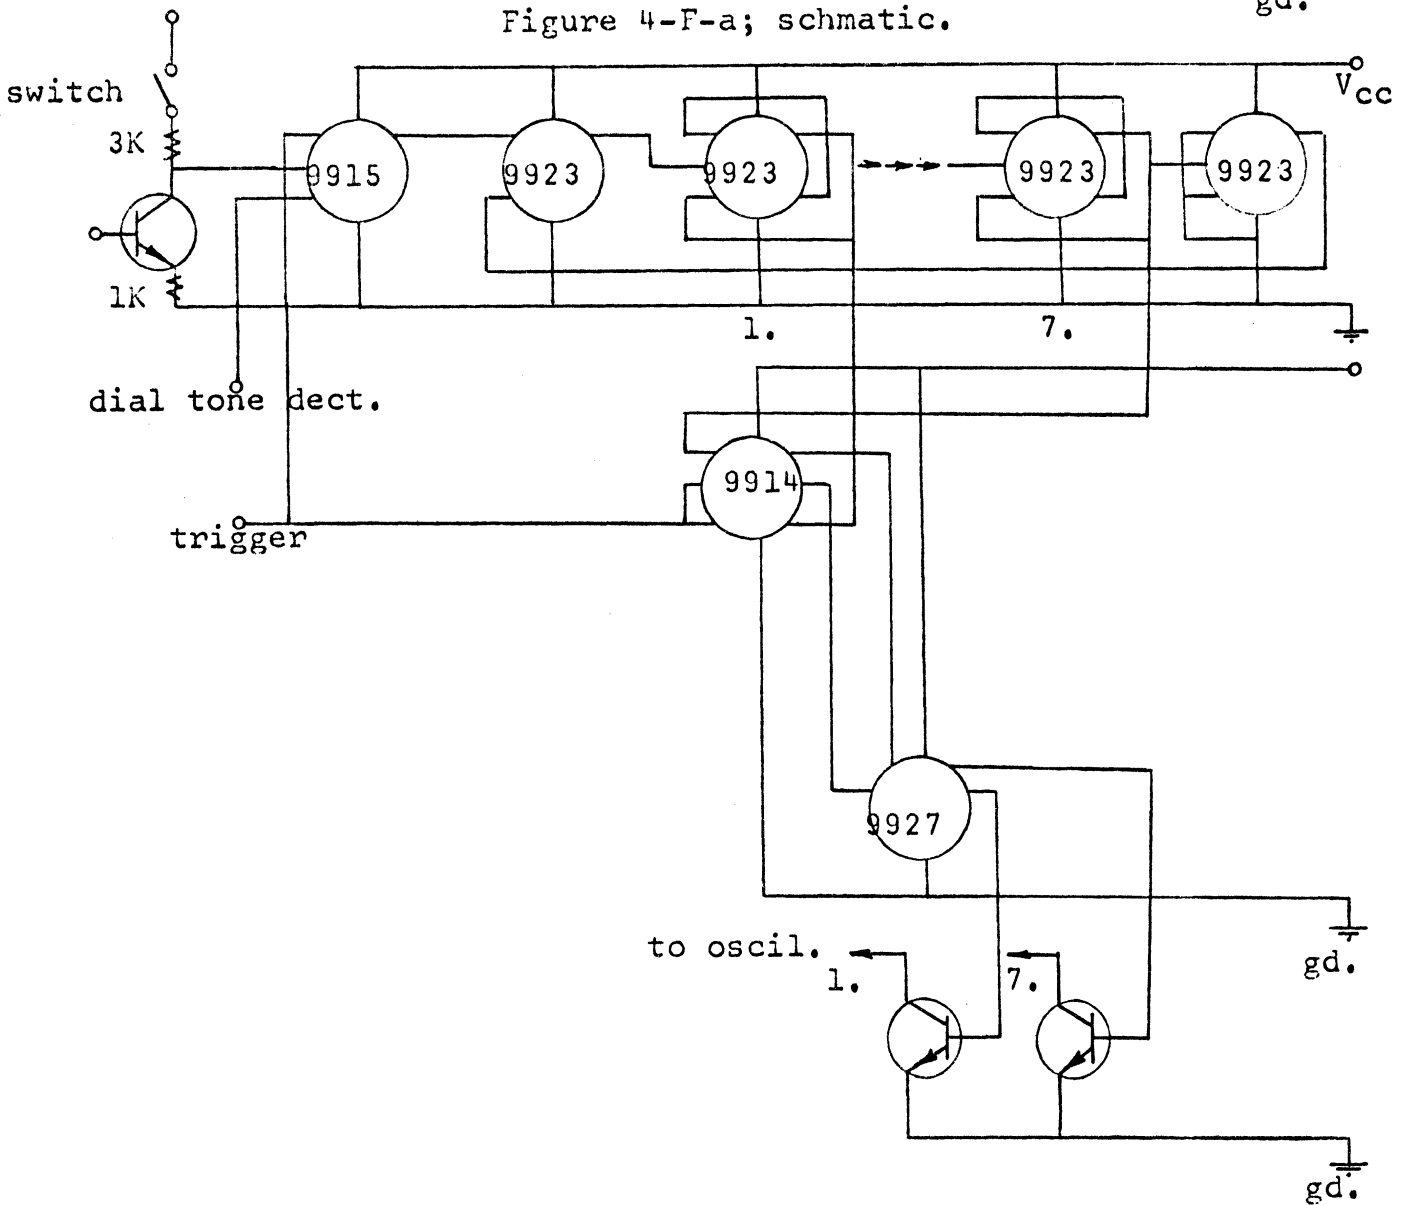 gd.
Figure 4-F-a; schmatic.
switch
Vcc
3K
9915
9923
9923
9923
9923
1K
1.
7.
dial tone dect.
9914
trigger
9927
to oscil.
1.
7.
gd.
gd.